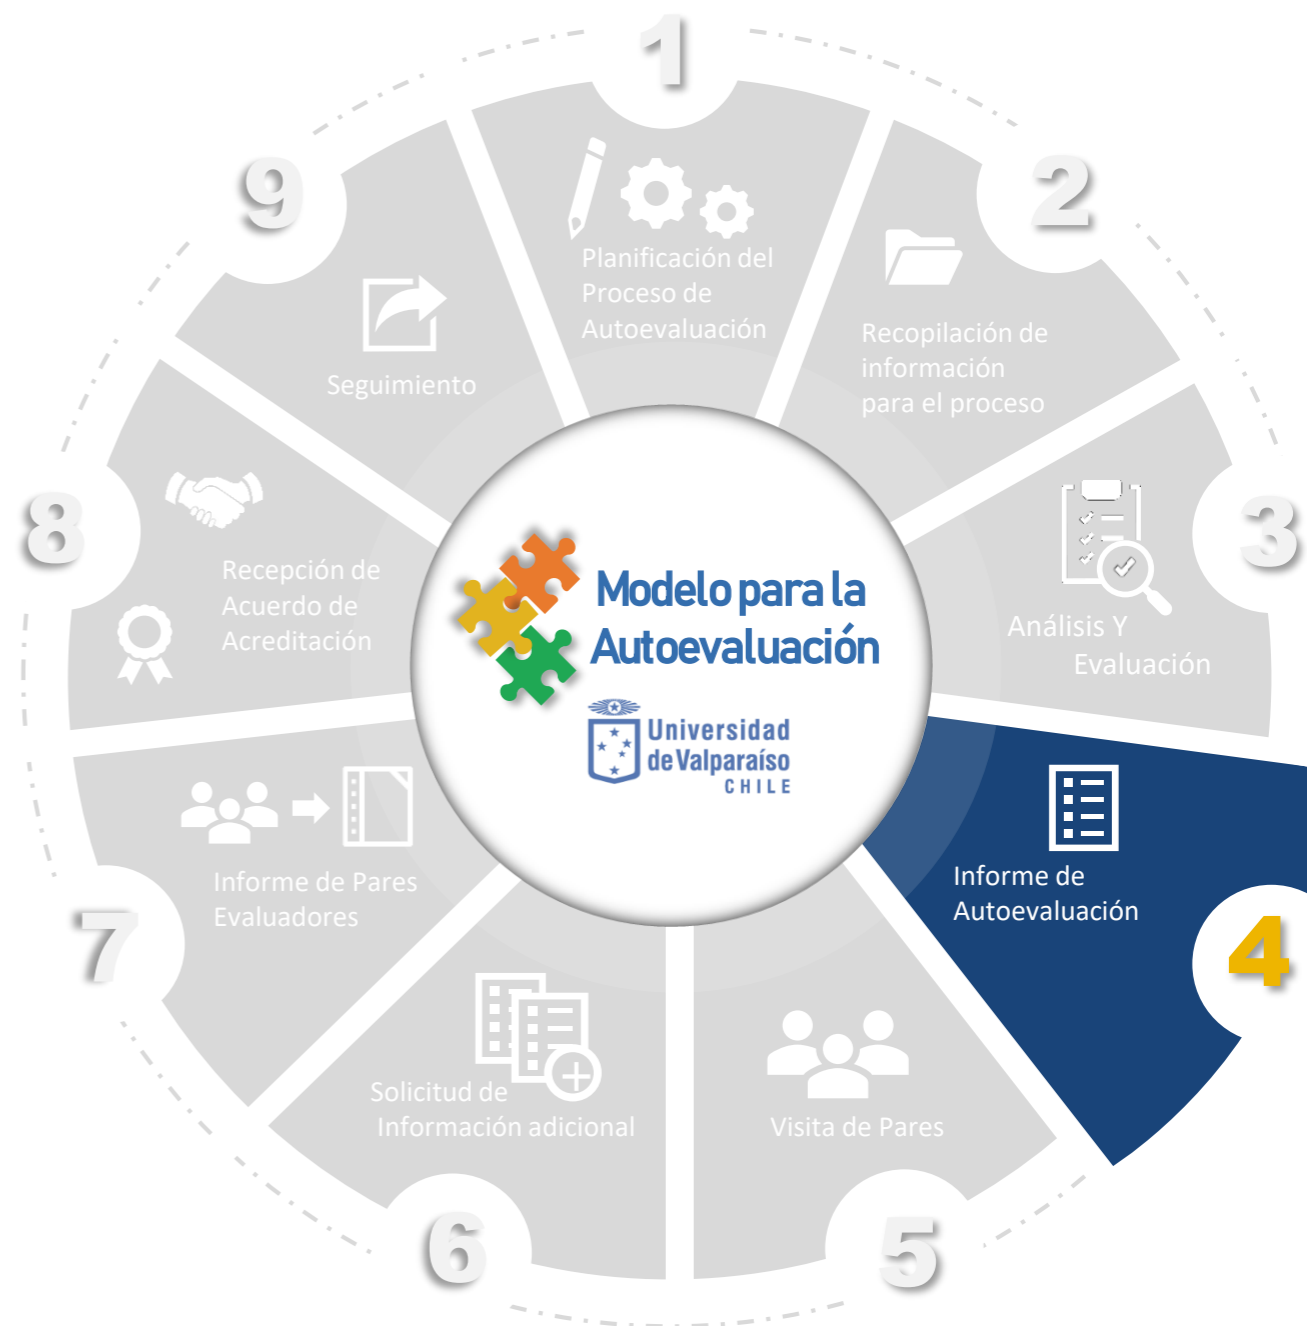 1
Planificación del
Proceso de
Autoevaluación
2
Recopilación de
información
para el proceso
3
Análisis Y
Evaluación
4
Informe de
Autoevaluación
5
Visita de Pares
6
Solicitud de
Información adicional
7
Informe de Pares
Evaluadores
8
Recepción de
Acuerdo de
Acreditación
9
Seguimiento
Modelo para la
Autoevaluación
Universidad
de Valparaíso
CHILE